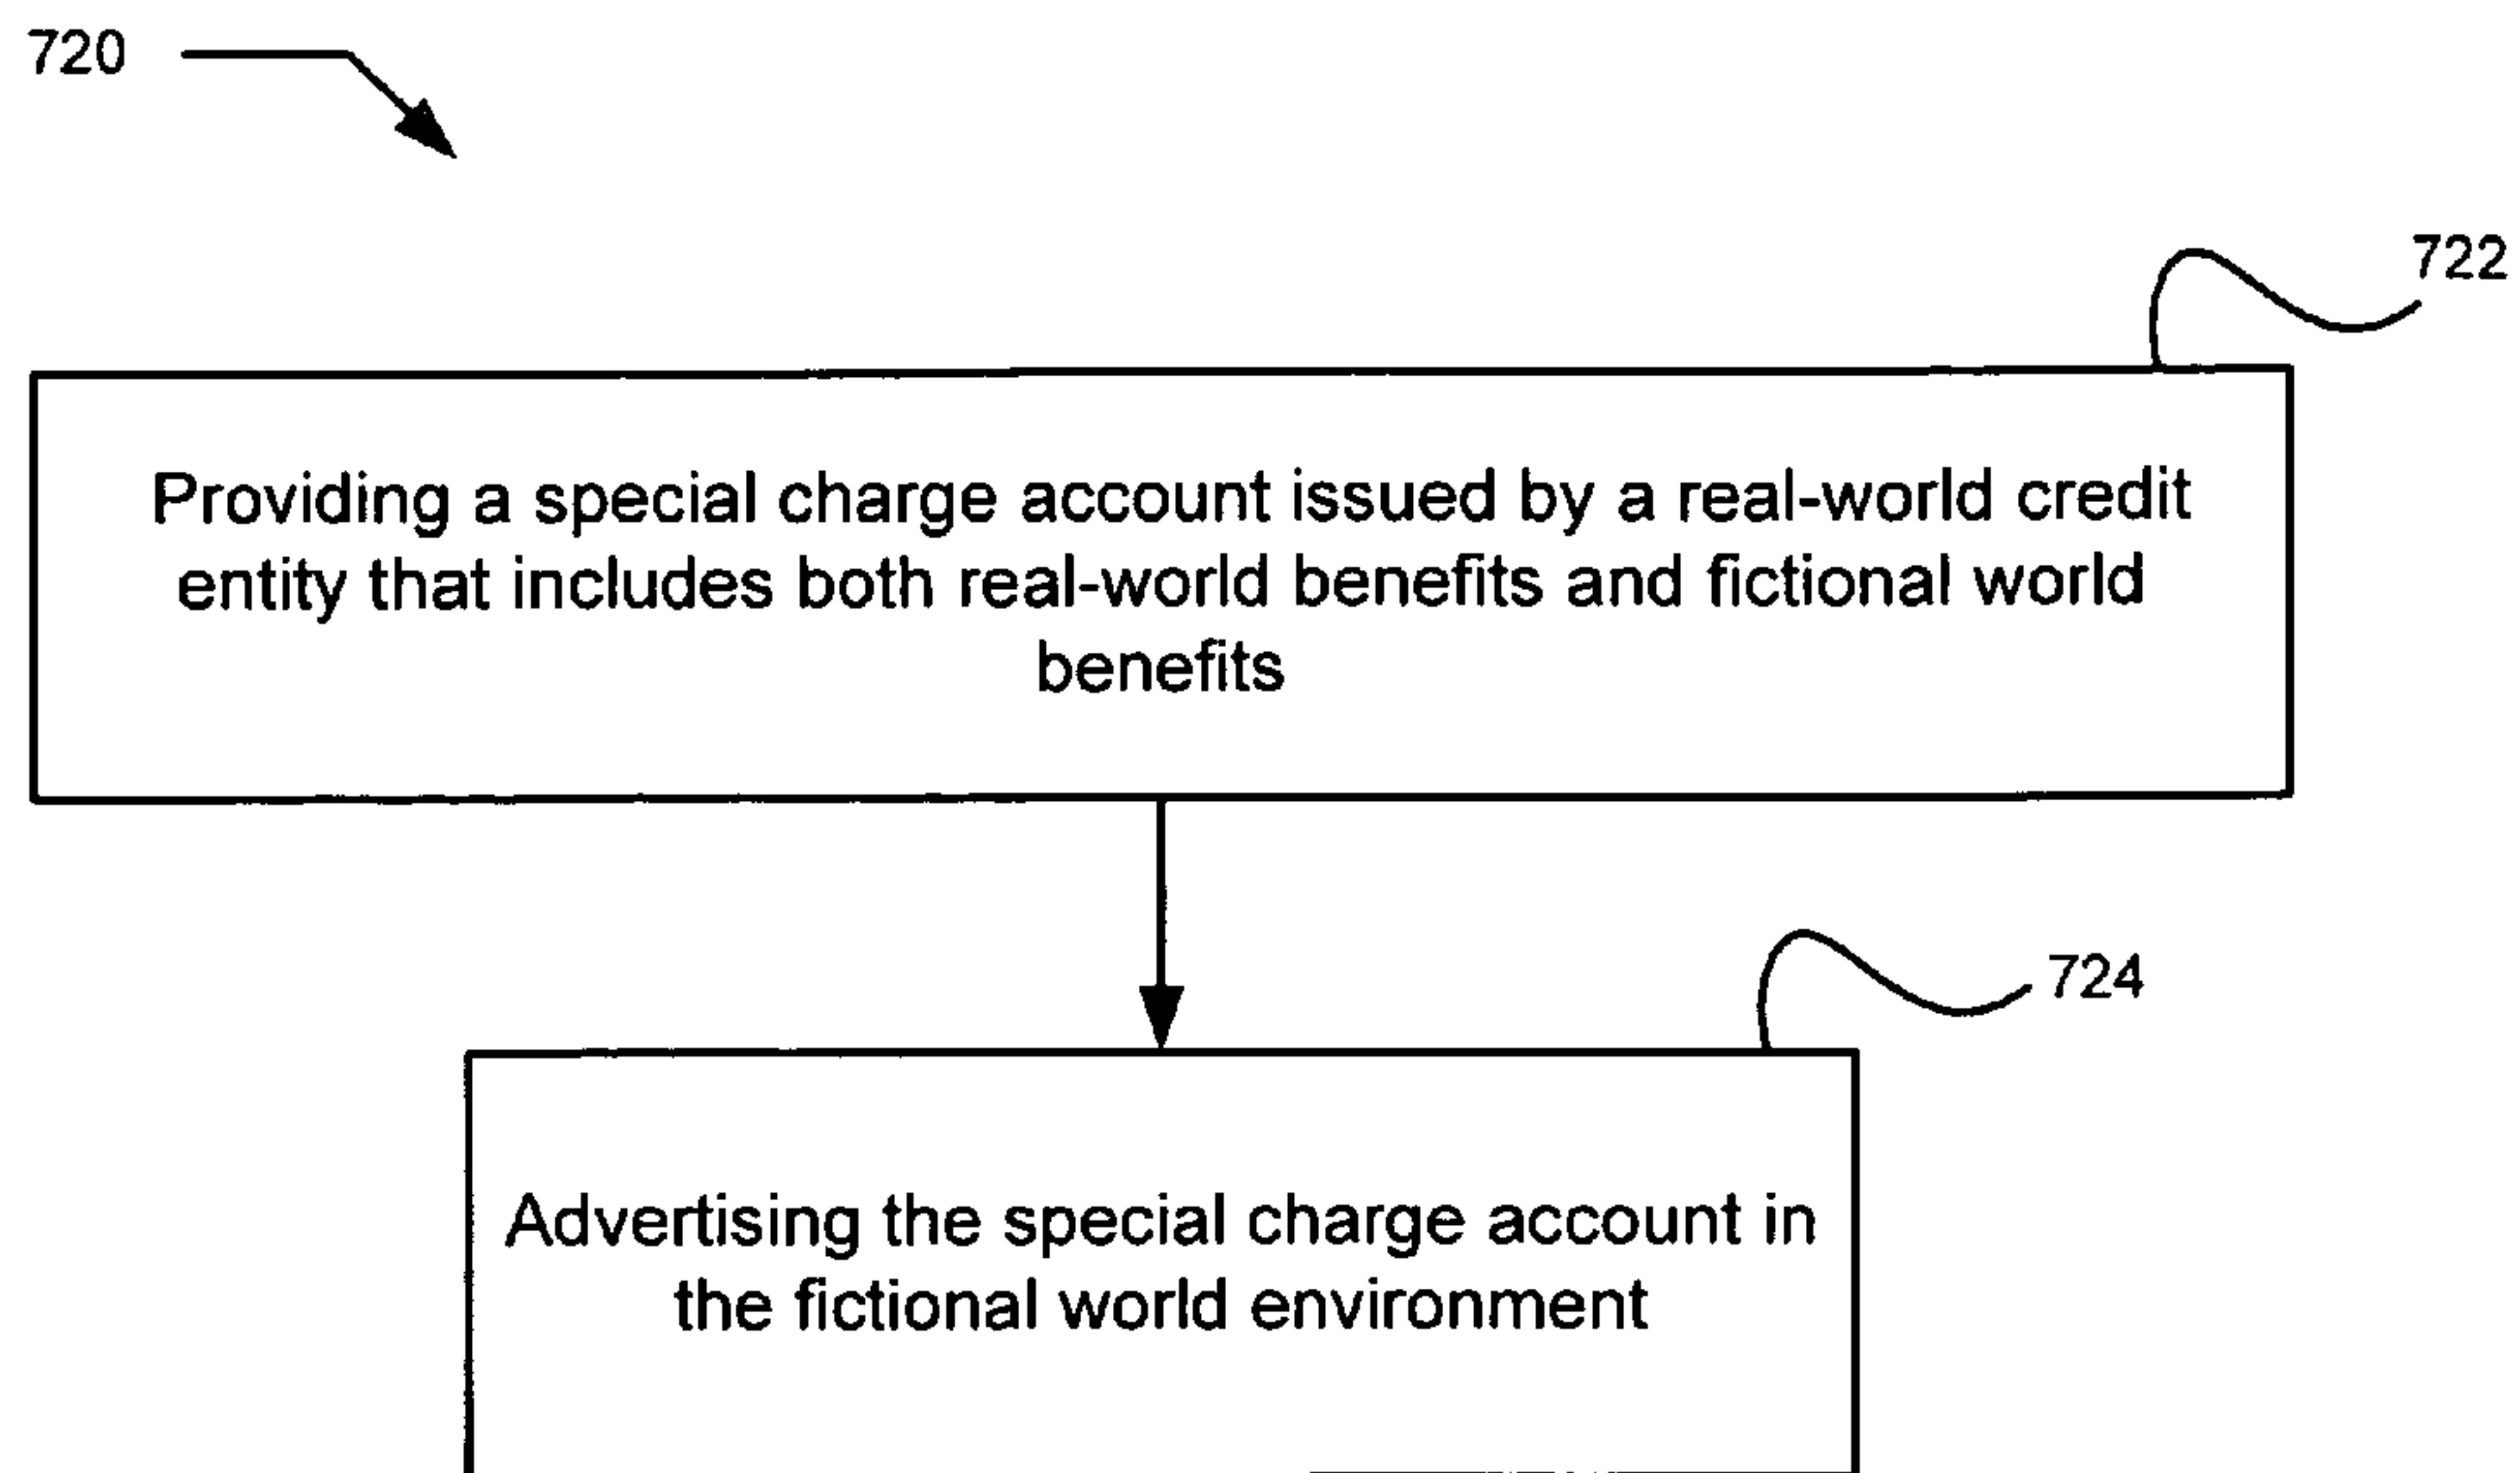 720
722
Providing a special charge account issued by a real-world credit
entity that includes both real-world benefits and fictional world
benefits
724
Advertising the special charge account in
the fictional world environment